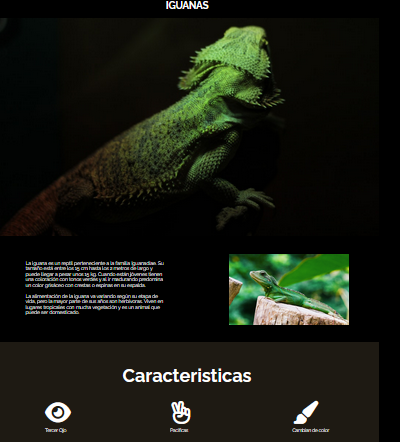 IGUANAS
La iguana es un reptil perteneciente a la familia iguanadiae. Su
tamaño está entre los 15 cm hasta los 2 metros de largo y
puede llegar a pesar unos 15 kg. Cuando están jóvenes tienen
una coloración con tonos verdes y al ir madurando predomina
un color grisáceo con crestas o espinas en su espalda.
La alimentación de la iguana va variando según su etapa de
vida, pero la mayor parte de sus años son herbívoras. Viven en
lugares tropicales con mucha vegetación y es un animal que
puede ser domesticado.
Caracteristicas
Tercer Ojo
Pacificas
Cambian de color